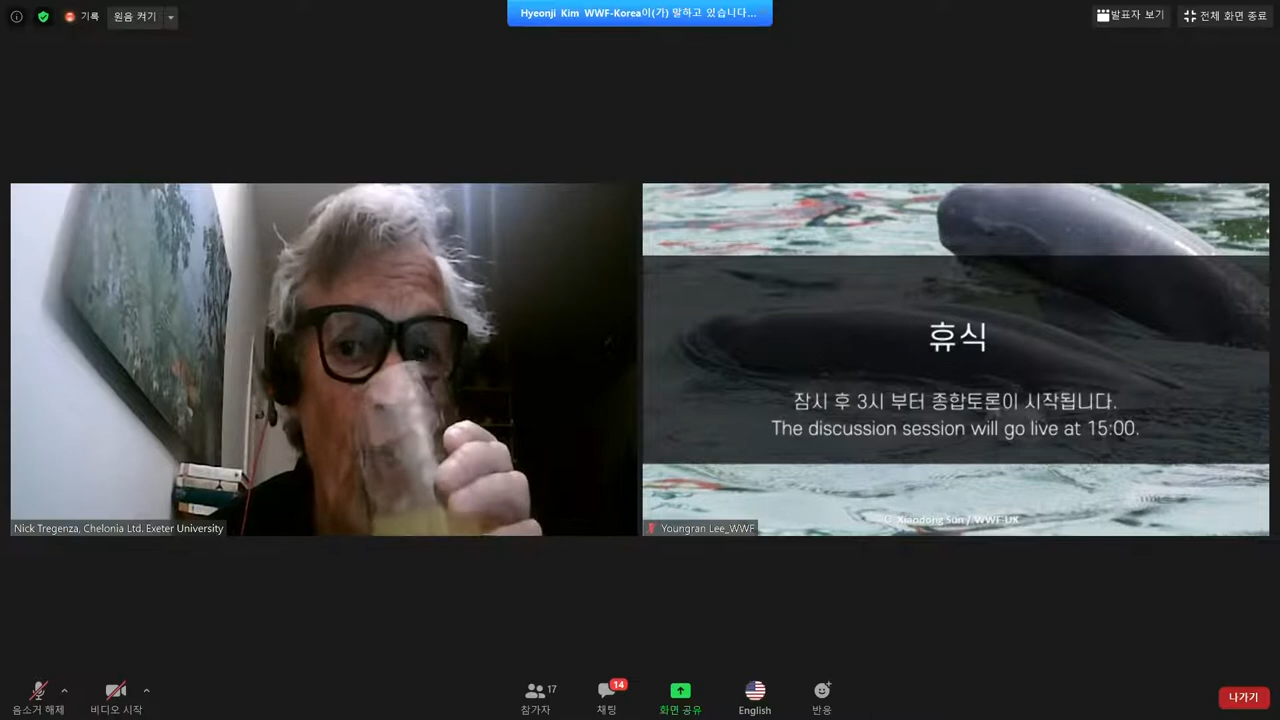 기록
원음 켜기
Hyeonji Kim WWF-Korea이(가) 말하고 있습니다...
발표자 보기
전체 화면 종료
휴식
잠시 후 3시 부터 종합토론이 시작됩니다.
The discussion session will go live at 15:00.
Xiaodong Sun / WWF-UK
Nick Tregenza, Chelonia Ltd. Exeter University
Youngran Lee_WWF
음소거 해제
비디오 시작
17
참가자
14
채팅
화면 공유
English
반응
나가기